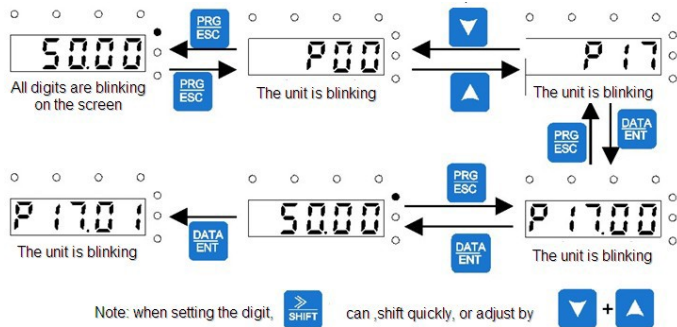 PRG
ESC
50.00
P00
P17
PRG
ESC
All digits are blinking
on the screen
The unit is blinking
The unit is blinking
PRG
ESC
DATA
ENT
PRG
ESC
P17.01
50.00
P17.00
DATA
ENT
DATA
ENT
The unit is blinking
The unit is blinking
Note: when setting the digit, SHIFT can ,shift quickly, or adjust by +